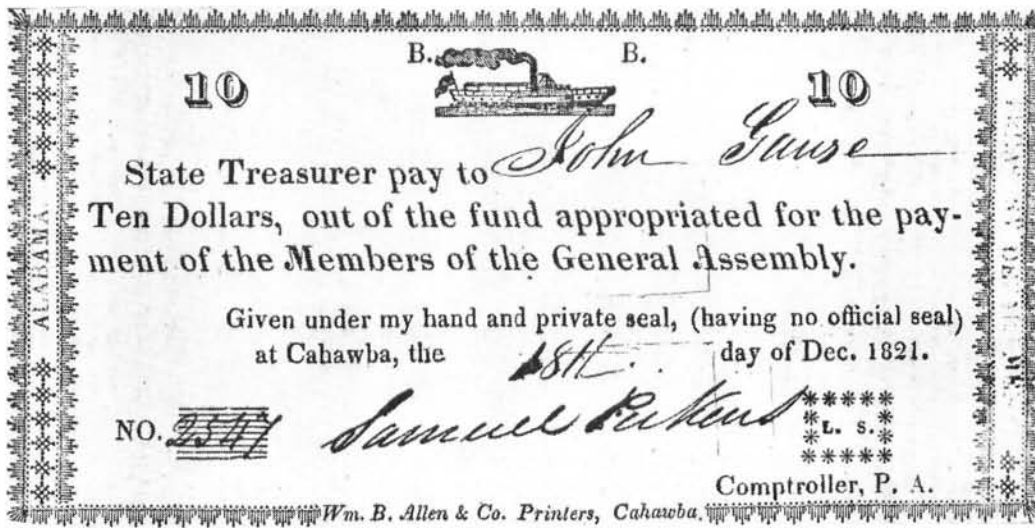 B. B.
10 10
State Treasurer pay to John Gause
Ten Dollars, out of the fund appropriated for the pay-
ment of the Members of the General Assembly.
Given under my hand and private seal, (having no official seal)
at Cahawba, the 18th day of Dec. 1821.
NO. 2547 Samuel Pickens L. S.
Comptroller, P. A.
Wm. B. Allen & Co. Printers, Cahawba.
ALABAMA.